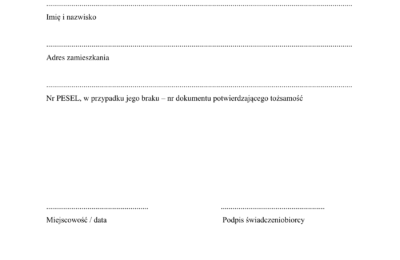 Imię i nazwisko
Adres zamieszkania
Nr PESEL, w przypadku jego braku – nr dokumentu potwierdzającego tożsamość
Miejscowość / data
Podpis świadczeniobiorcy